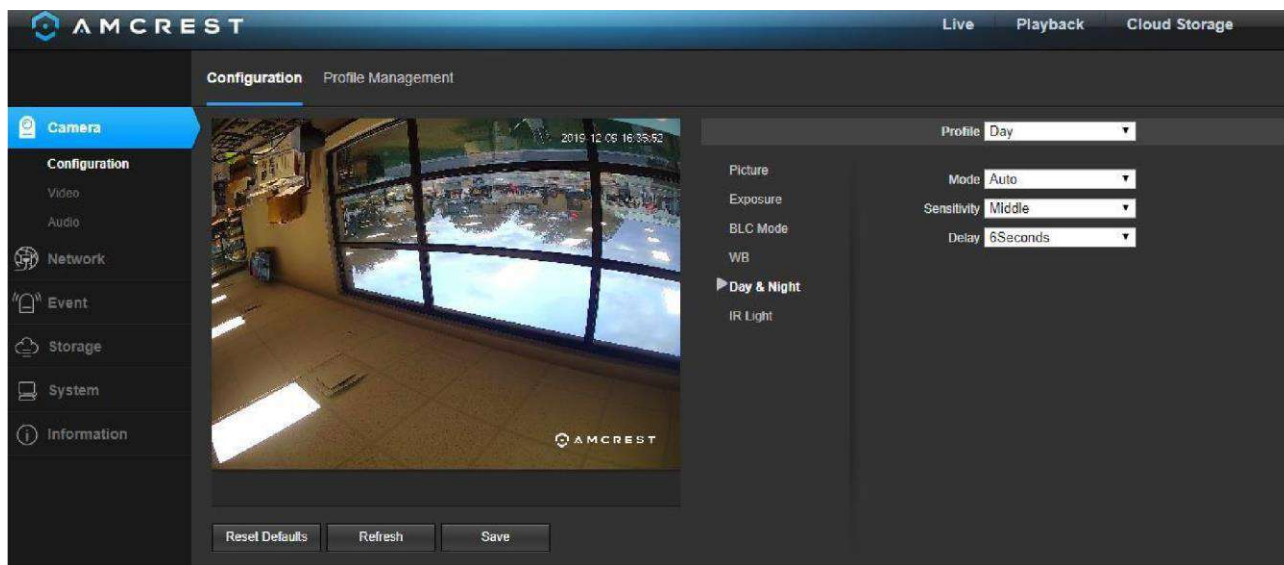 AMCREST
Live Playback Cloud Storage
Configuration Profile Management
Camera
Configuration
Video
Audio
Network
Event
Storage
System
Information
2019-12-05 16:35:52
AMCREST
Reset Defaults Refresh Save
Profile Day
Picture
Exposure
BLC Mode
WB
Day & Night
IR Light
Mode Auto
Sensitivity Middle
Delay 6Seconds